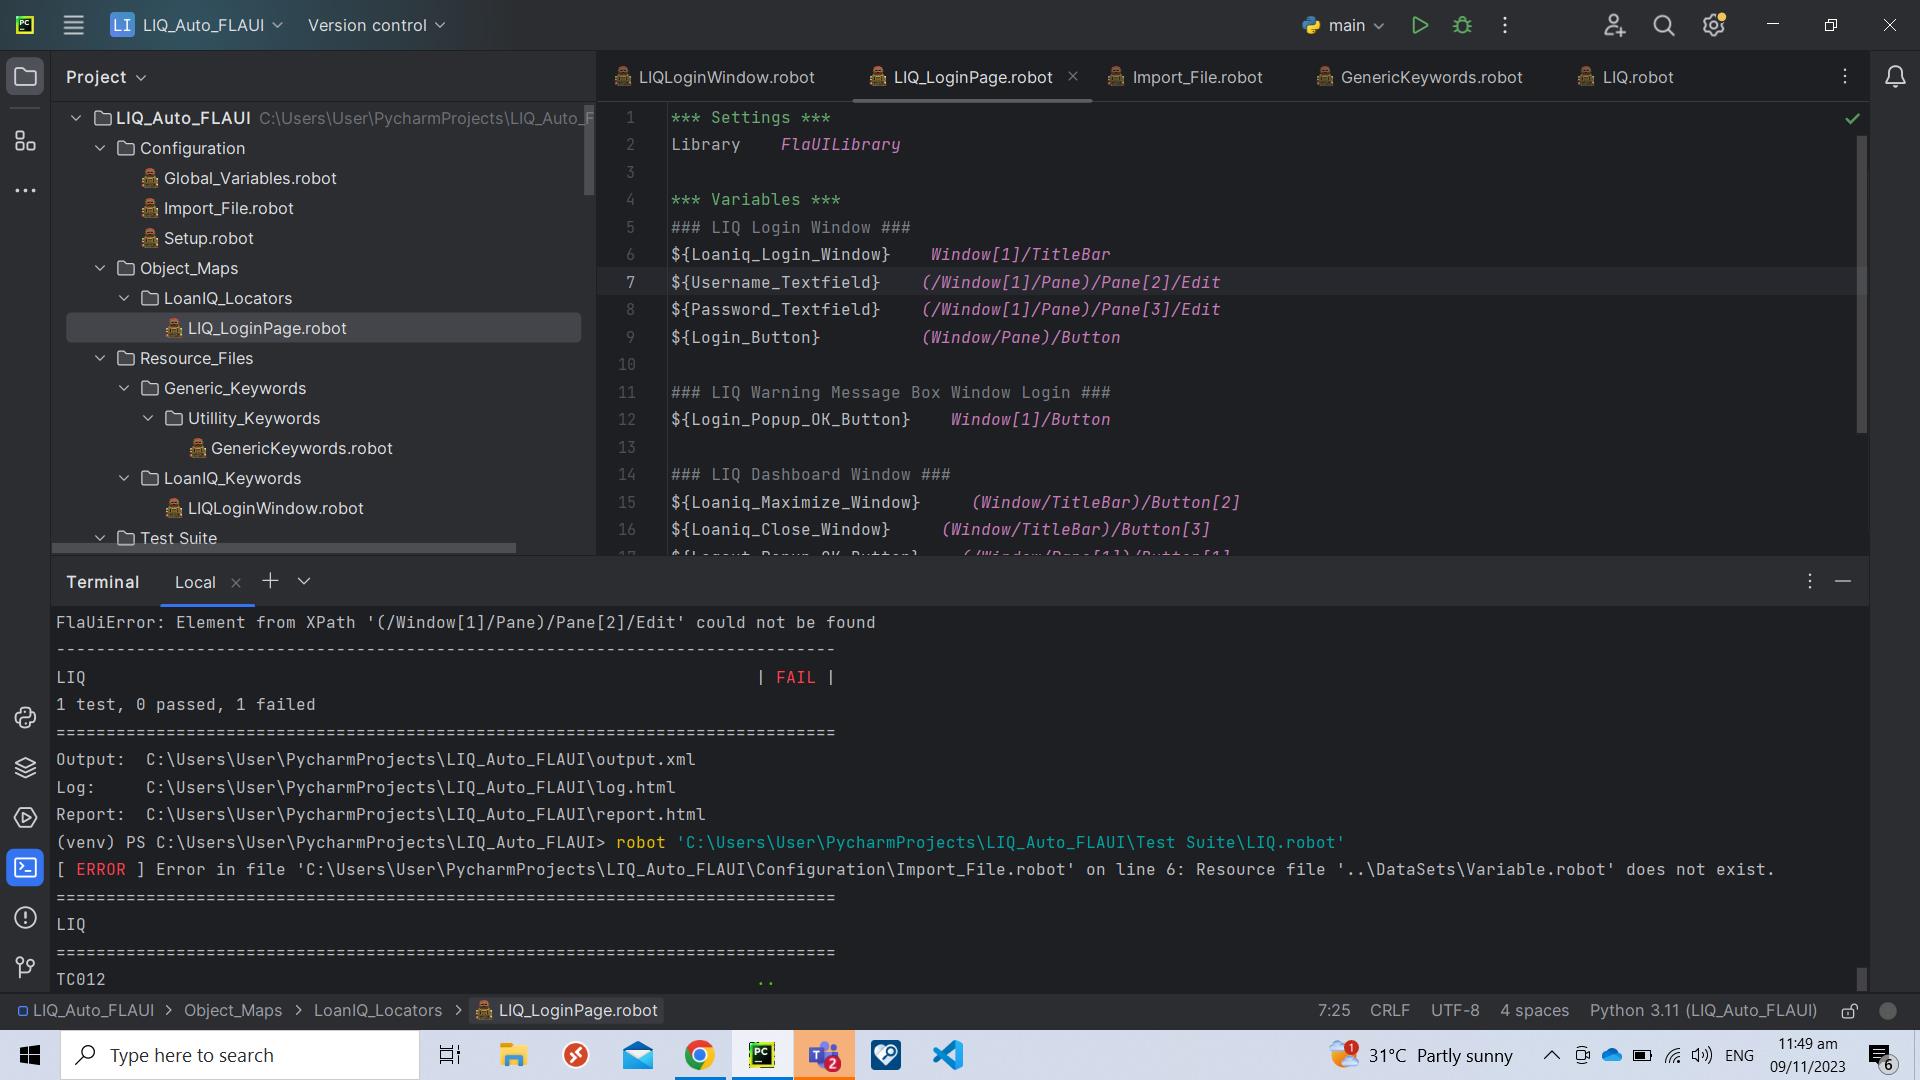 LI LIQ_Auto_FLAUI Version control main
Project
LIQ_Auto_FLAUI C:\Users\User\PycharmProjects\LIQ_Auto_F
Configuration
Global_Variables.robot
Import_File.robot
Setup.robot
Object_Maps
LoanIQ_Locators
LIQ_LoginPage.robot
Resource_Files
Generic_Keywords
Utillity_Keywords
GenericKeywords.robot
LoanIQ_Keywords
LIQLoginWindow.robot
Test Suite
LIQLoginWindow.robot LIQ_LoginPage.robot Import_File.robot GenericKeywords.robot LIQ.robot
1 *** Settings ***
2 Library FlaUILibrary
3
4 *** Variables ***
5 ### LIQ Login Window ###
6 ${Loaniq_Login_Window} Window[1]/TitleBar
7 ${Username_Textfield} (/Window[1]/Pane)/Pane[2]/Edit
8 ${Password_Textfield} (/Window[1]/Pane)/Pane[3]/Edit
9 ${Login_Button} (Window/Pane)/Button
10
11 ### LIQ Warning Message Box Window Login ###
12 ${Login_Popup_OK_Button} Window[1]/Button
13
14 ### LIQ Dashboard Window ###
15 ${Loaniq_Maximize_Window} (Window/TitleBar)/Button[2]
16 ${Loaniq_Close_Window} (Window/TitleBar)/Button[3]
17 ${Logout_Popup_OK_Button} (/Window/Pane[1])/Button[1]
Terminal Local
FlaUiError: Element from XPath '(/Window[1]/Pane)/Pane[2]/Edit' could not be found
------------------------------------------------------------------------------
LIQ | FAIL |
1 test, 0 passed, 1 failed
==============================================================================
Output: C:\Users\User\PycharmProjects\LIQ_Auto_FLAUI\output.xml
Log: C:\Users\User\PycharmProjects\LIQ_Auto_FLAUI\log.html
Report: C:\Users\User\PycharmProjects\LIQ_Auto_FLAUI\report.html
(venv) PS C:\Users\User\PycharmProjects\LIQ_Auto_FLAUI> robot 'C:\Users\User\PycharmProjects\LIQ_Auto_FLAUI\Test Suite\LIQ.robot'
[ ERROR ] Error in file 'C:\Users\User\PycharmProjects\LIQ_Auto_FLAUI\Configuration\Import_File.robot' on line 6: Resource file '..\DataSets\Variable.robot' does not exist.
==============================================================================
LIQ
==============================================================================
TC012 ..
LIQ_Auto_FLAUI > Object_Maps > LoanIQ_Locators > LIQ_LoginPage.robot 7:25 CRLF UTF-8 4 spaces Python 3.11 (LIQ_Auto_FLAUI)
Type here to search 2 1 31°C Partly sunny ENG 11:49 am
09/11/2023 6